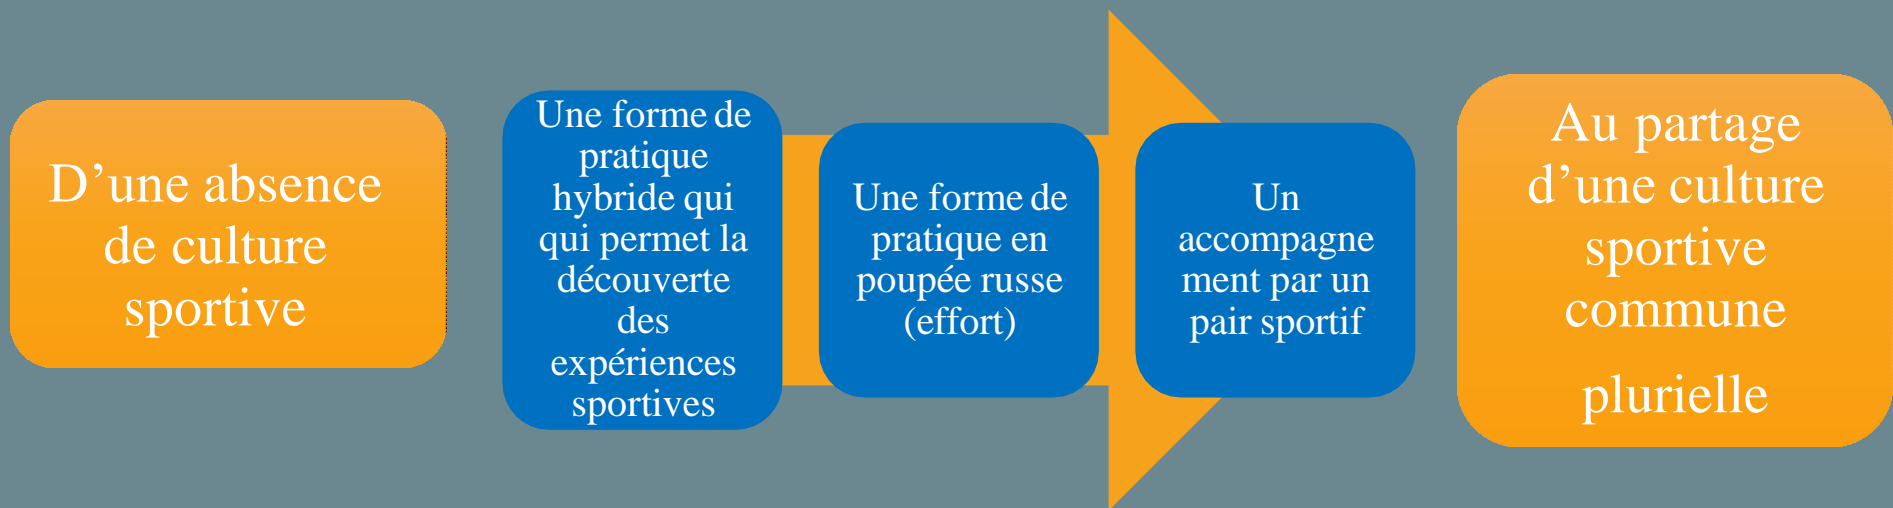 D’une absence
de culture
sportive
Une forme de
pratique
hybride qui
qui permet la
découverte
des
expériences
sportives
Une forme de
pratique en
poupée russe
(effort)
Un
accompagne
ment par un
pair sportif
Au partage
d’une culture
sportive
commune
plurielle